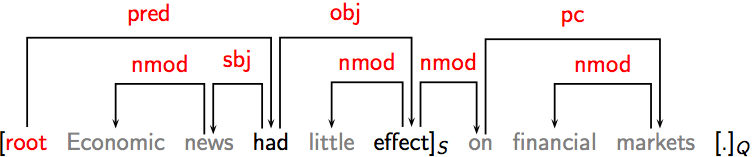 pred obj pc
nmod sbj nmod nmod nmod
[root Economic news had little effect]S on financial markets [.]Q